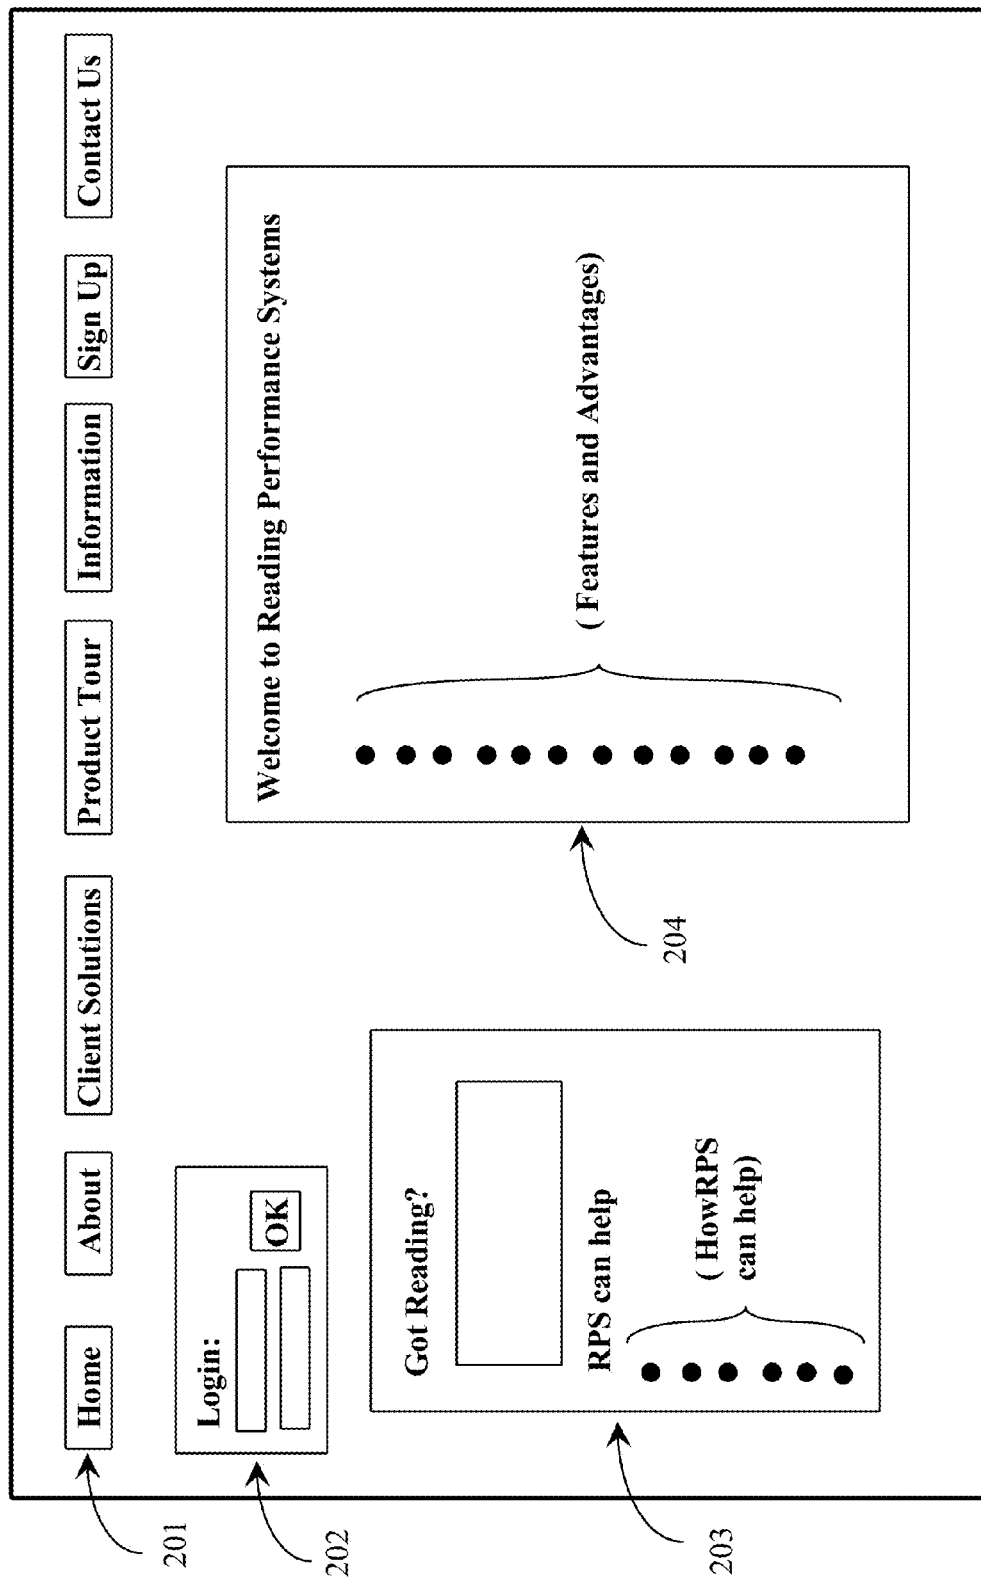 Home
About
Client Solutions
Product Tour
Information
Sign Up
Contact Us
201
Login:
OK
202
Got Reading?
RPS can help
( HowRPS
can help)
203
Welcome to Reading Performance Systems
( Features and Advantages)
204